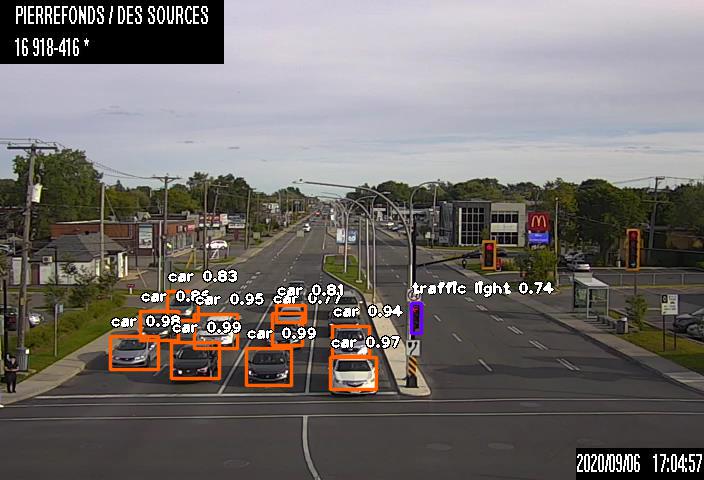 PIERREFONDS / DES SOURCES
16 918-416 *
car 0.83
car 0.81
car 0.95
car 0.77
car 0.94
traffic light 0.74
car 0.98
car 0.99
car 0.99
car 0.97
2020/09/06 17:04:57